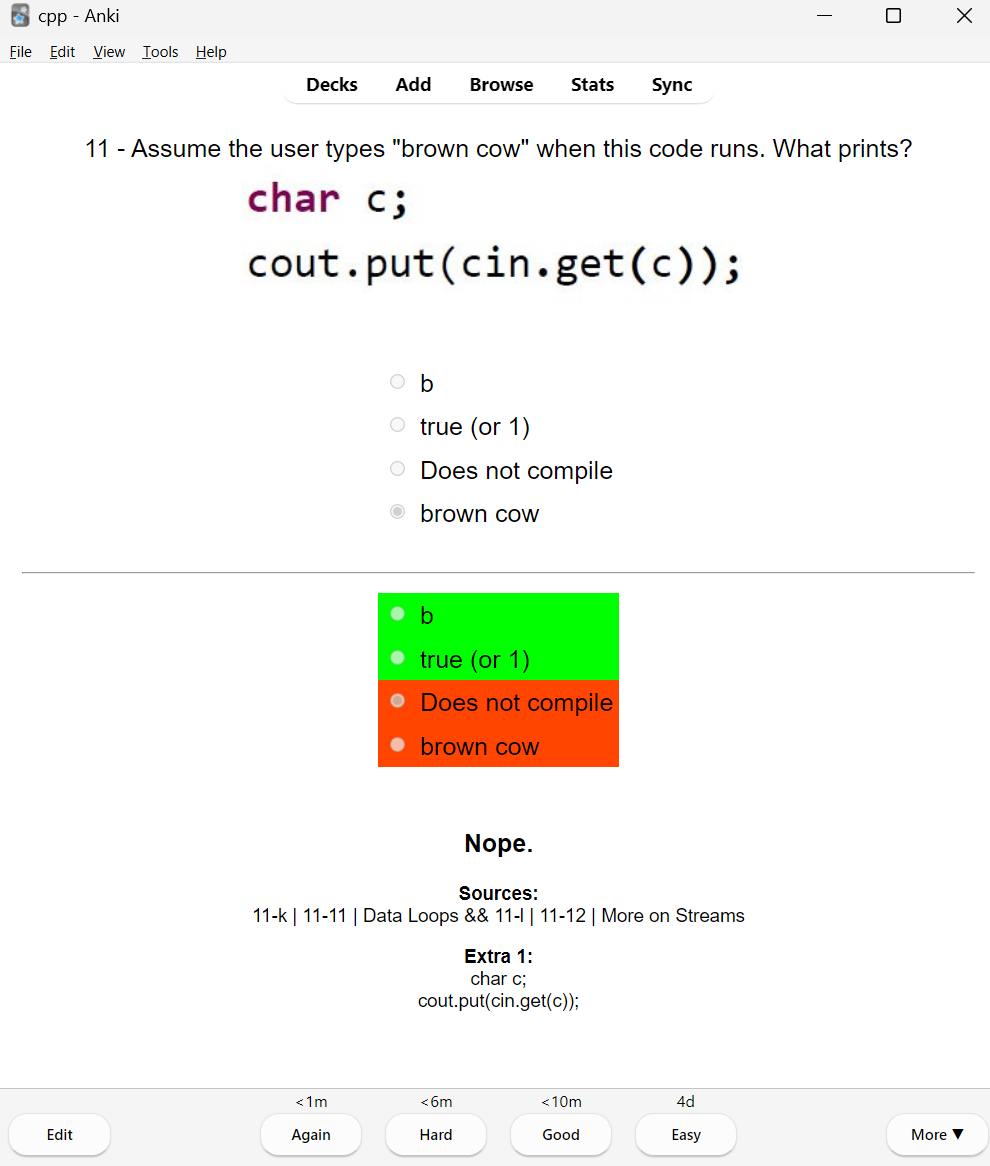 cpp - Anki
File Edit View Tools Help
Decks Add Browse Stats Sync
11 - Assume the user types "brown cow" when this code runs. What prints?
char c;
cout.put(cin.get(c));
b
true (or 1)
Does not compile
brown cow
b
true (or 1)
Does not compile
brown cow
Nope.
Sources:
11-k | 11-11 | Data Loops && 11-l | 11-12 | More on Streams
Extra 1:
char c;
cout.put(cin.get(c));
<1m <6m <10m 4d
Edit Again Hard Good Easy More ▼